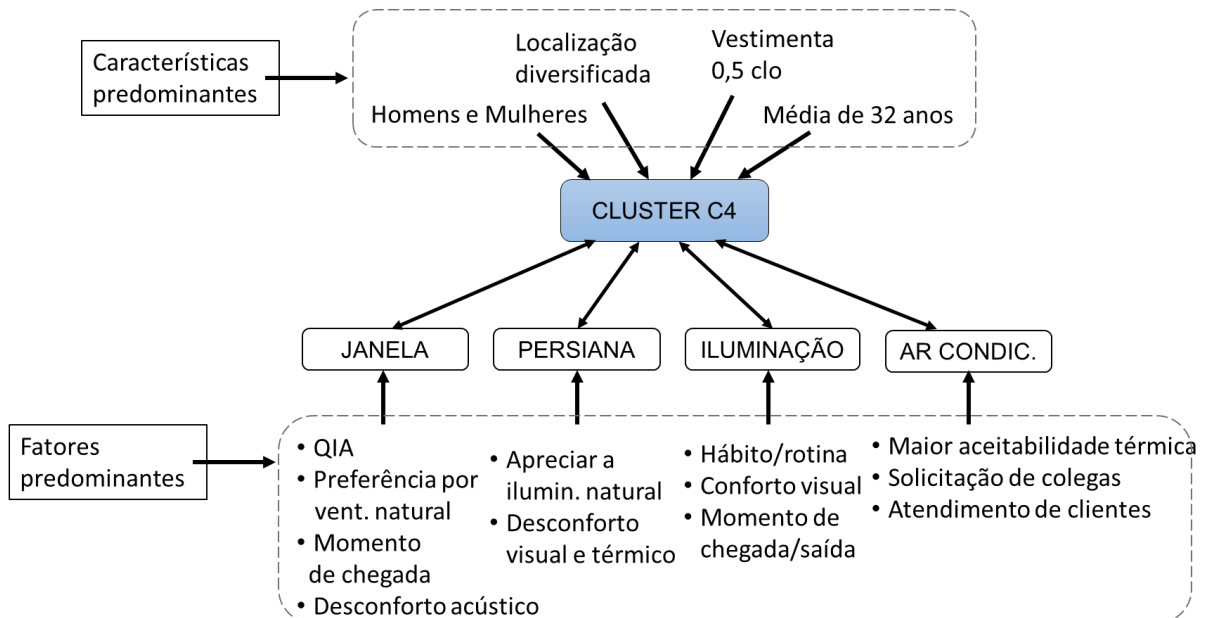 Características
predominantes
Localização
diversificada
Vestimenta
0,5 clo
Homens e Mulheres
Média de 32 anos
CLUSTER C4
JANELA
PERSIANA
ILUMINAÇÃO
AR CONDIC.
Fatores
predominantes
• QIA
• Preferência por
vent. natural
• Momento
de chegada
• Desconforto acústico
• Apreciar a
ilumin. natural
• Desconforto
visual e térmico
• Hábito/rotina
• Conforto visual
• Momento de
chegada/saída
• Maior aceitabilidade térmica
• Solicitação de colegas
• Atendimento de clientes